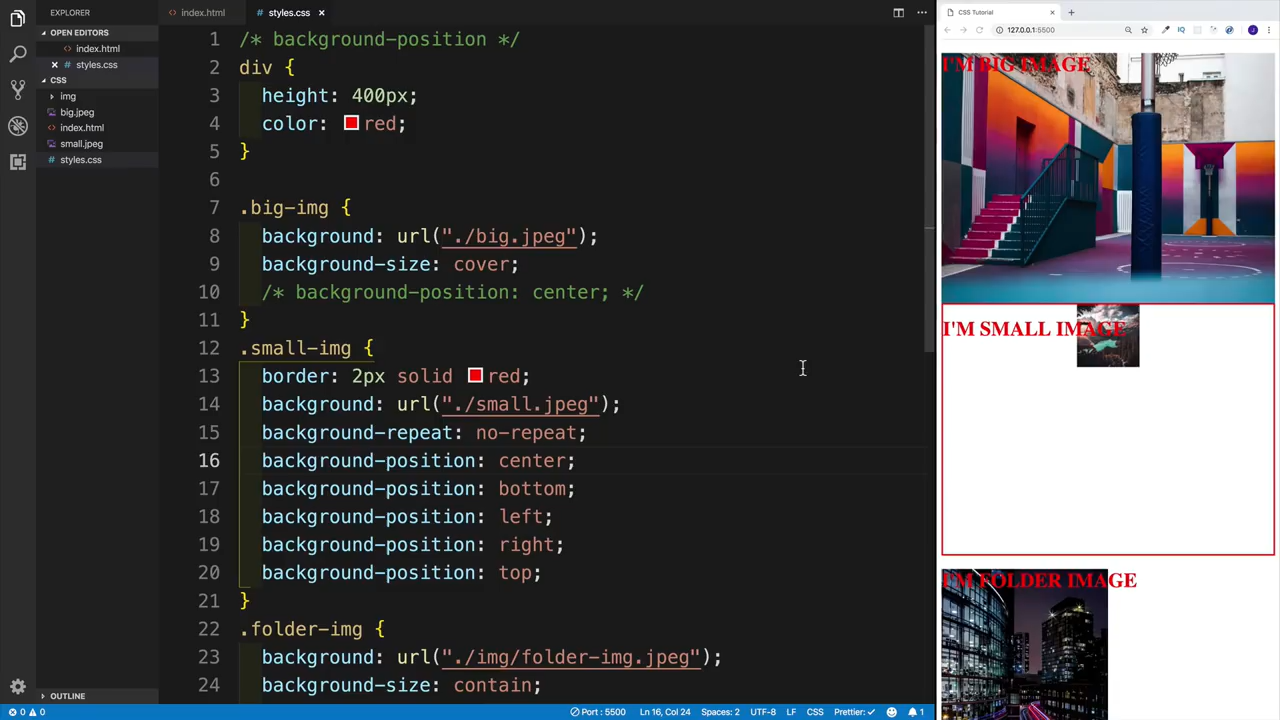 EXPLORER
OPEN EDITORS
index.html
styles.css
CSS
img
big.jpeg
index.html
small.jpeg
styles.css
OUTLINE
index.html
styles.css
1 /* background-position */
2 div {
3 height: 400px;
4 color: red;
5 }
6
7 .big-img {
8 background: url("./big.jpeg");
9 background-size: cover;
10 /* background-position: center; */
11 }
12 .small-img {
13 border: 2px solid red;
14 background: url("./small.jpeg");
15 background-repeat: no-repeat;
16 background-position: center;
17 background-position: bottom;
18 background-position: left;
19 background-position: right;
20 background-position: top;
21 }
22 .folder-img {
23 background: url("./img/folder-img.jpeg");
24 background-size: contain;
0 0
Port : 5500
Ln 16, Col 24
Spaces: 2
UTF-8
LF
CSS
Prettier: ✓
1
CSS Tutorial
127.0.0.1:5500
IQ
J
I'M BIG IMAGE
I'M SMALL IMAGE
I'M FOLDER IMAGE